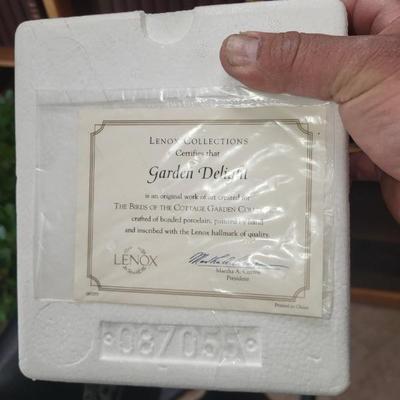 LENOX COLLECTIONS
Certifies that
Garden Delight
is an original work of art created for
THE BIRDS OF THE COTTAGE GARDEN
crafted of bonded porcelain, painted by hand
and inscribed with the Lenox hallmark of quality.
LENOX
Martha A. Curren
President
Printed in China
087055